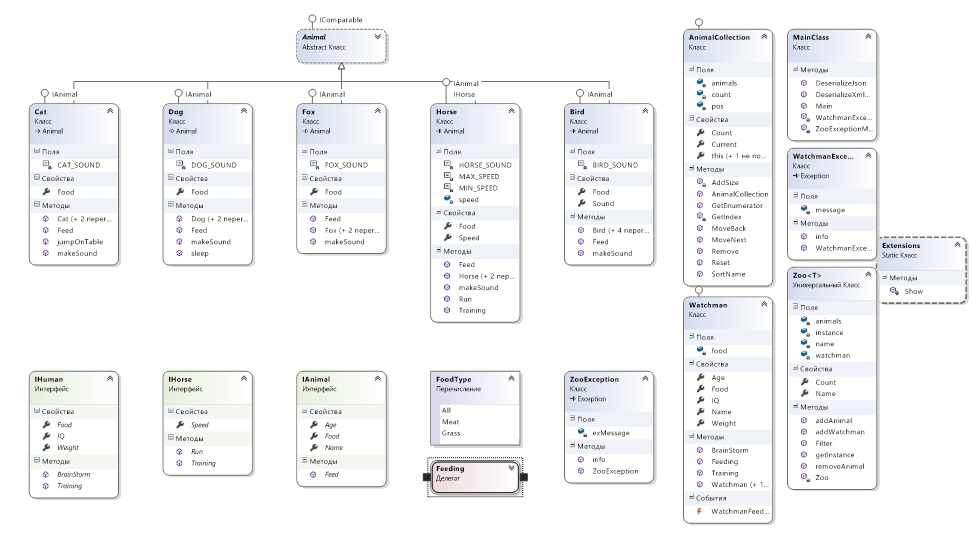 IComparable
Animal
Abstract Класс
IAnimal
Cat
Класс
Animal
Поля
CAT_SOUND
Свойства
Food
Методы
Cat (+ 2 перег...
Feed
jumpOnTable
makeSound
IAnimal
Dog
Класс
Animal
Поля
DOG_SOUND
Свойства
Food
Методы
Dog (+ 2 перег...
Feed
makeSound
sleep
IAnimal
Fox
Класс
Animal
Поля
FOX_SOUND
Свойства
Food
Методы
Feed
Fox (+ 2 перег...
makeSound
IAnimal
IHorse
Horse
Класс
Animal
Поля
HORSE_SOUND
MAX_SPEED
MIN_SPEED
speed
Свойства
Food
Speed
Методы
Feed
Horse (+ 2 пер...
makeSound
Run
Training
IAnimal
Bird
Класс
Animal
Поля
BIRD_SOUND
Свойства
Food
Sound
Методы
Bird (+ 4 перег...
Feed
makeSound
AnimalCollection
Класс
Поля
animals
count
pos
Свойства
Count
Current
this (+ 1 не по...
Методы
AddSize
AnimalCollection
GetEnumerator
GetIndex
MoveBack
MoveNext
Remove
Reset
SortName
MainClass
Класс
Методы
DeserializeJson
DeserializeXml...
Main
WatchmanExce...
ZooExceptionM...
WatchmanExce...
Класс
Exception
Поля
message
Методы
info
WatchmanExce...
Extensions
Static Класс
Методы
Show
Zoo<T>
Универсальный Класс
Поля
animals
instance
name
watchman
Свойства
Count
Name
Методы
addAnimal
addWatchman
Filter
getInstance
removeAnimal
Zoo
Watchman
Класс
Поля
food
Свойства
Age
Food
IQ
Name
Weight
Методы
BrainStorm
Feeding
Training
Watchman (+ 1...
События
WatchmanFeed...
IHuman
Интерфейс
Свойства
Food
IQ
Weight
Методы
BrainStorm
Training
IHorse
Интерфейс
Свойства
Speed
Методы
Run
Training
IAnimal
Интерфейс
Свойства
Age
Food
Name
Методы
Feed
FoodType
Перечисление
All
Meat
Grass
Feeding
Делегат
ZooException
Класс
Exception
Поля
exMessage
Методы
info
ZooException